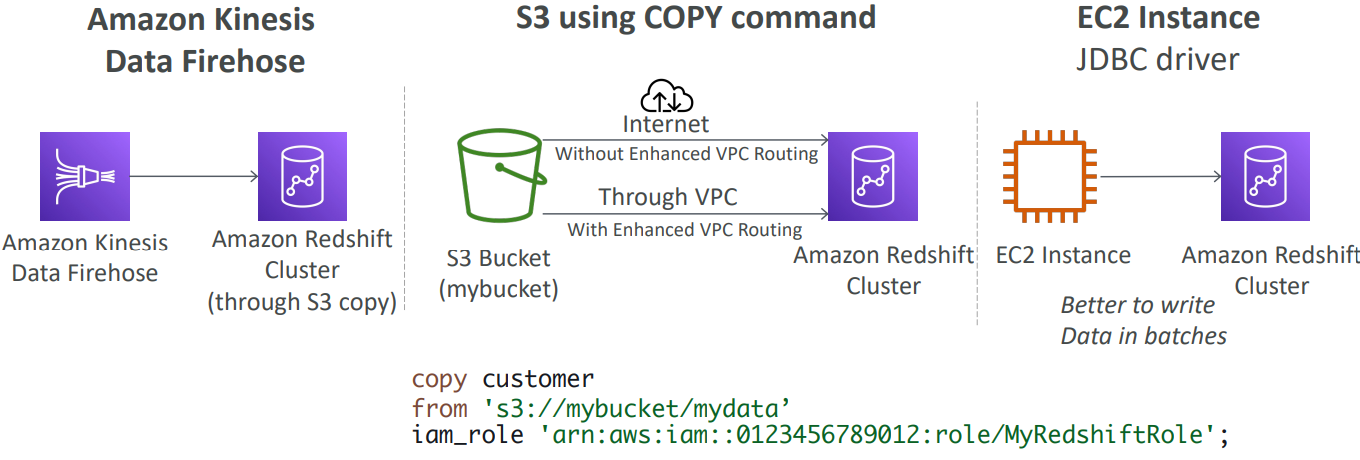 Amazon Kinesis
Data Firehose
Amazon Kinesis
Data Firehose
Amazon Redshift
Cluster
(through S3 copy)
S3 using COPY command
Internet
Without Enhanced VPC Routing
Through VPC
With Enhanced VPC Routing
S3 Bucket
(mybucket)
Amazon Redshift
Cluster
EC2 Instance
JDBC driver
EC2 Instance
Amazon Redshift
Cluster
Better to write
Data in batches
copy customer
from 's3://mybucket/mydata’
iam_role 'arn:aws:iam::0123456789012:role/MyRedshiftRole';